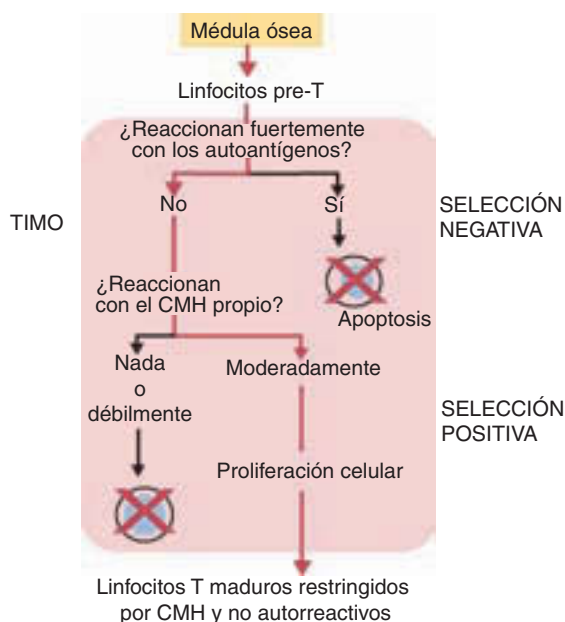 Médula ósea
Linfocitos pre-T
¿Reaccionan fuertemente
con los autoantígenos?
No
Sí
TIMO
SELECCIÓN
NEGATIVA
Apoptosis
¿Reaccionan
con el CMH propio?
Nada
o
débilmente
Moderadamente
SELECCIÓN
POSITIVA
Proliferación celular
Linfocitos T maduros restringidos
por CMH y no autorreactivos